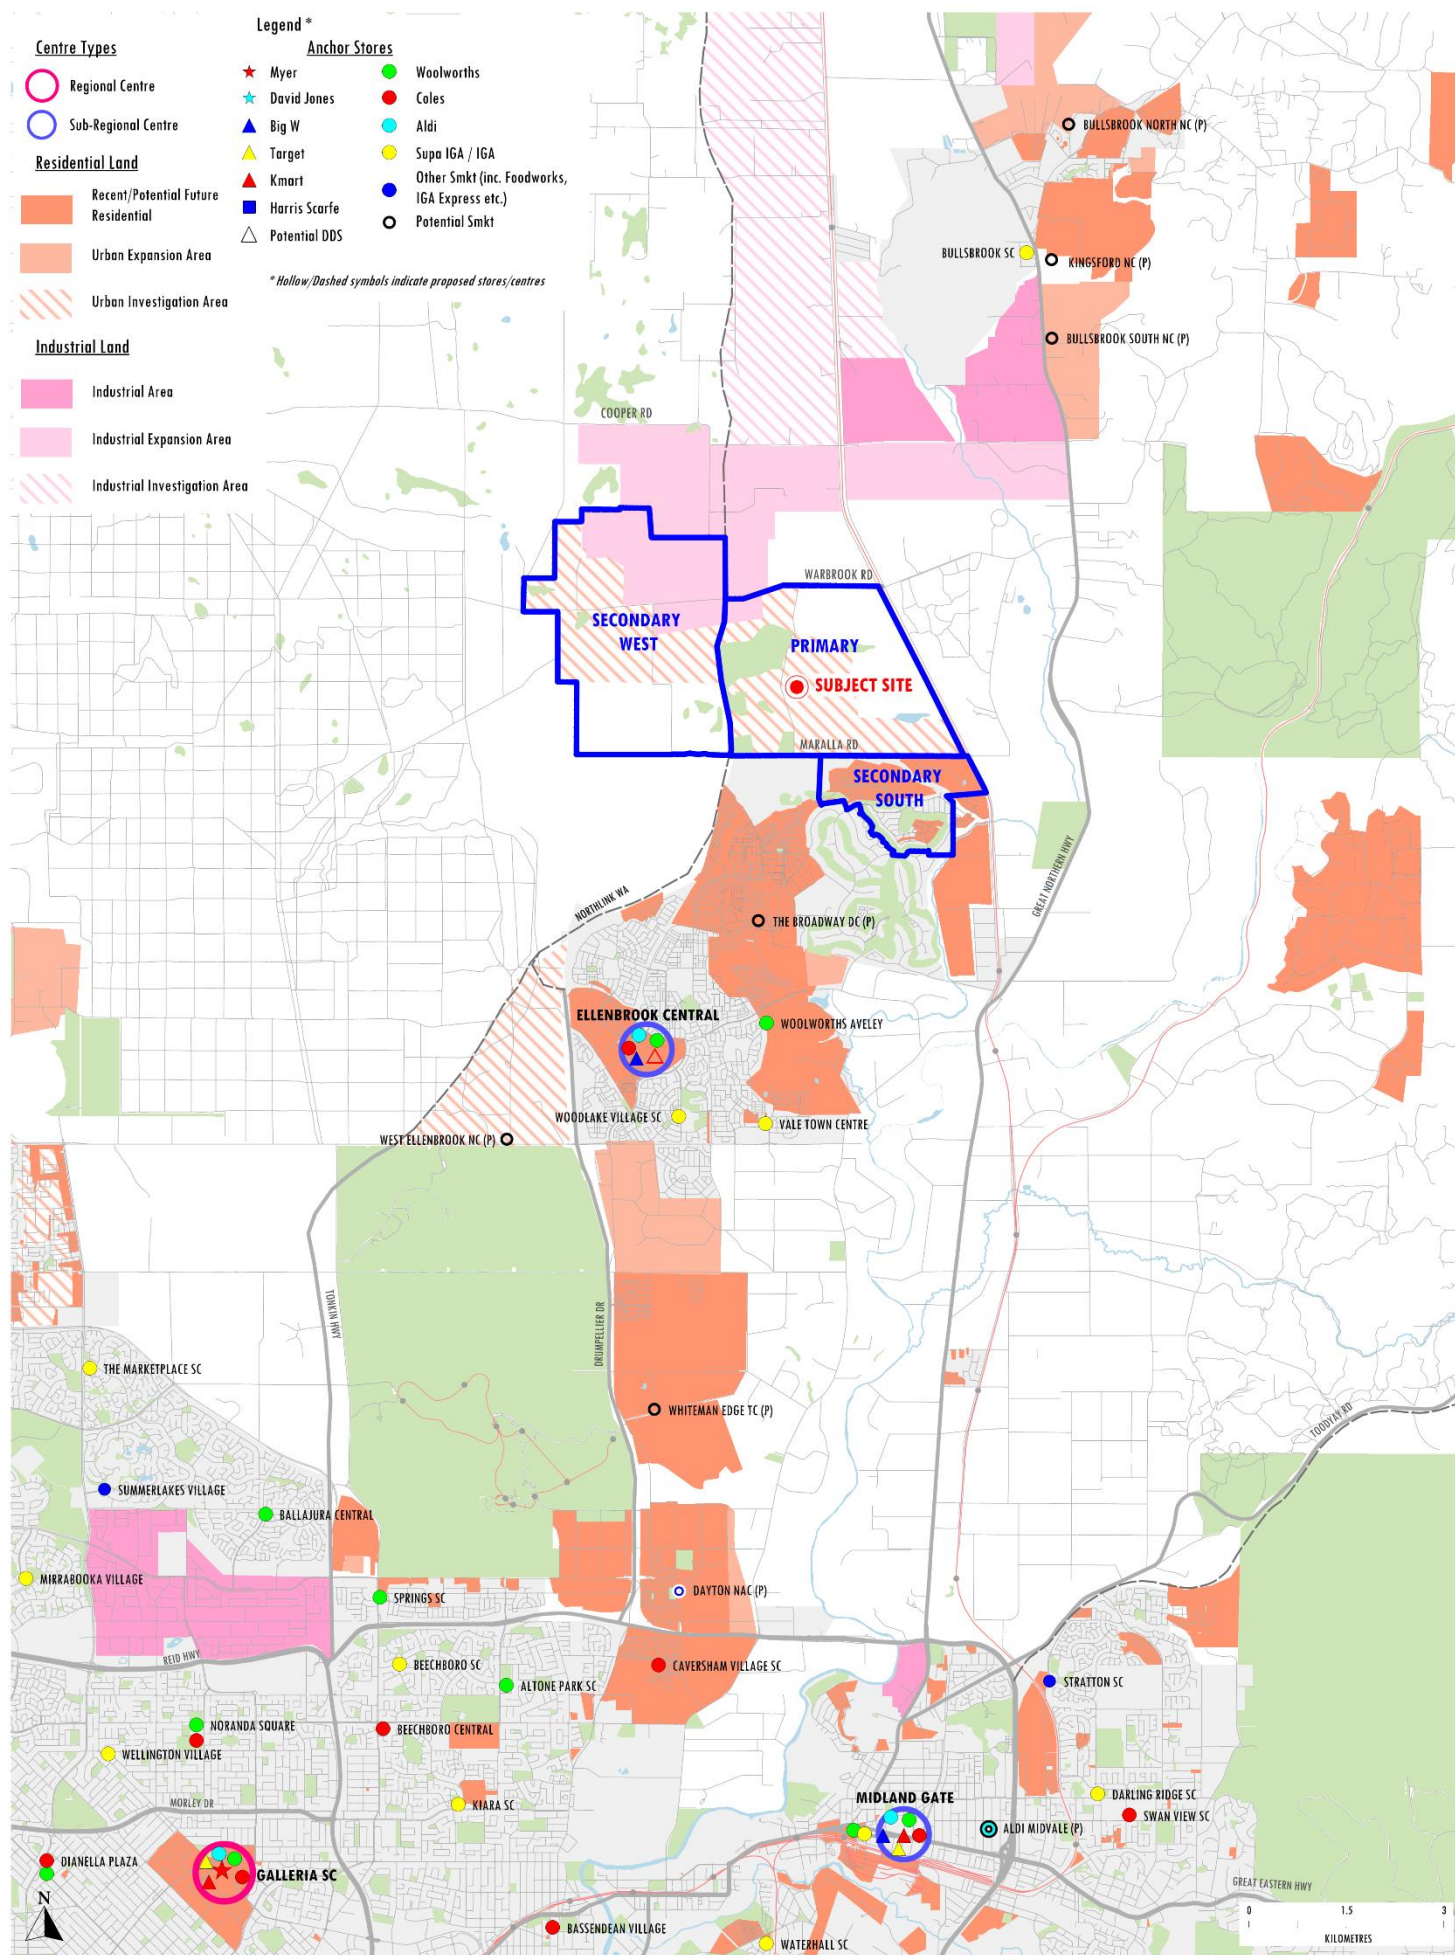 Legend *
Centre Types
Anchor Stores
Regional Centre
Sub-Regional Centre
Residential Land
Recent/Potential Future
Residential
Urban Expansion Area
Urban Investigation Area
Industrial Land
Industrial Area
Industrial Expansion Area
Industrial Investigation Area
Myer
David Jones
Big W
Target
Kmart
Harris Scarfe
Potential DDS
Woolworths
Coles
Aldi
Supa IGA / IGA
Other Smkt (inc. Foodworks,
IGA Express etc.)
Potential Smkt
* Hollow/Dashed symbols indicate proposed stores/centres
BULLSBROOK NORTH NC (P)
BULLSBROOK SC
KINGSFORD NC (P)
BULLSBROOK SOUTH NC (P)
COOPER RD
WARBROOK RD
SECONDARY
WEST
PRIMARY
SUBJECT SITE
MARALLA RD
SECONDARY
SOUTH
GREAT NORTHERN HWY
NORTHLINK WA
THE BROADWAY DC (P)
ELLENBROOK CENTRAL
WOOLWORTHS AVELEY
WOODLAKE VILLAGE SC
VALE TOWN CENTRE
WEST ELLENBROOK NC (P)
TONKIN HWY
DRUMPELLIER DR
THE MARKETPLACE SC
WHITEMAN EDGE TC (P)
TOODYAY RD
SUMMERLAKES VILLAGE
BALLAJURA CENTRAL
MIRRABOOKA VILLAGE
SPRINGS SC
DAYTON NAC (P)
REID HWY
BEECHBORO SC
CAVERSHAM VILLAGE SC
ALTONE PARK SC
STRATTON SC
NORANDA SQUARE
BEECHBORO CENTRAL
WELLINGTON VILLAGE
MORLEY DR
KIARA SC
MIDLAND GATE
DARLING RIDGE SC
SWAN VIEW SC
ALDI MIDVALE (P)
DIANELLA PLAZA
GALLERIA SC
GREAT EASTERN HWY
N
BASSENDEAN VILLAGE
WATERHALL SC
0 1.5 3
KILOMETRES